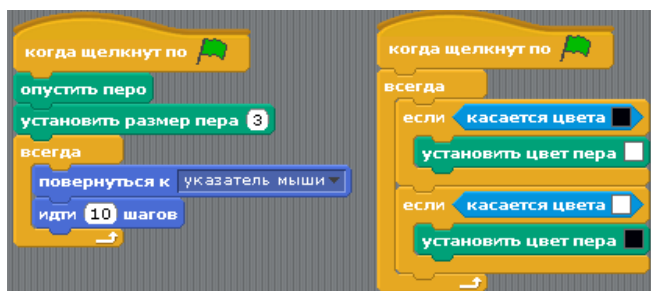 когда щелкнут по
опустить перо
установить размер пера 3
всегда
повернуться к указатель мыши
идти 10 шагов
когда щелкнут по
всегда
если касается цвета
установить цвет пера
если касается цвета
установить цвет пера